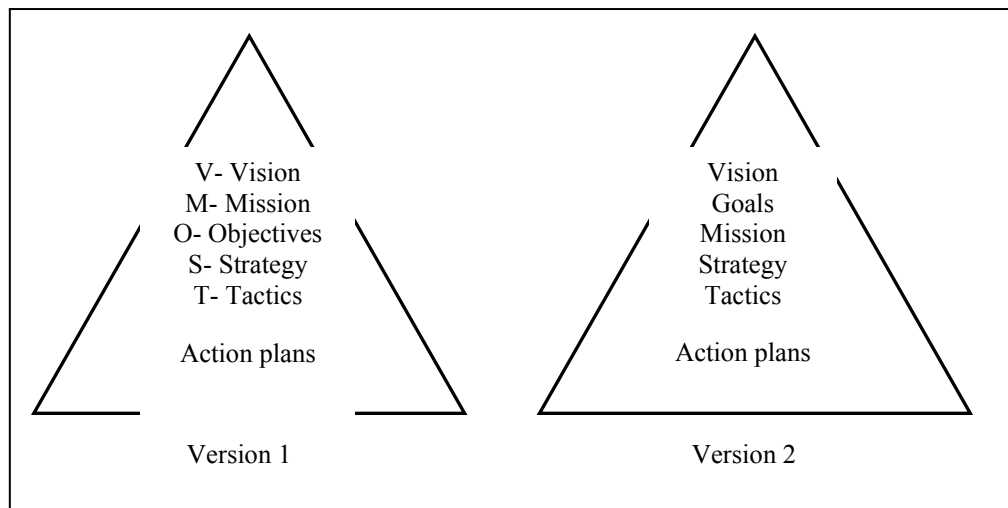 V- Vision
M- Mission
O- Objectives
S- Strategy
T- Tactics
Action plans
Version 1
Vision
Goals
Mission
Strategy
Tactics
Action plans
Version 2